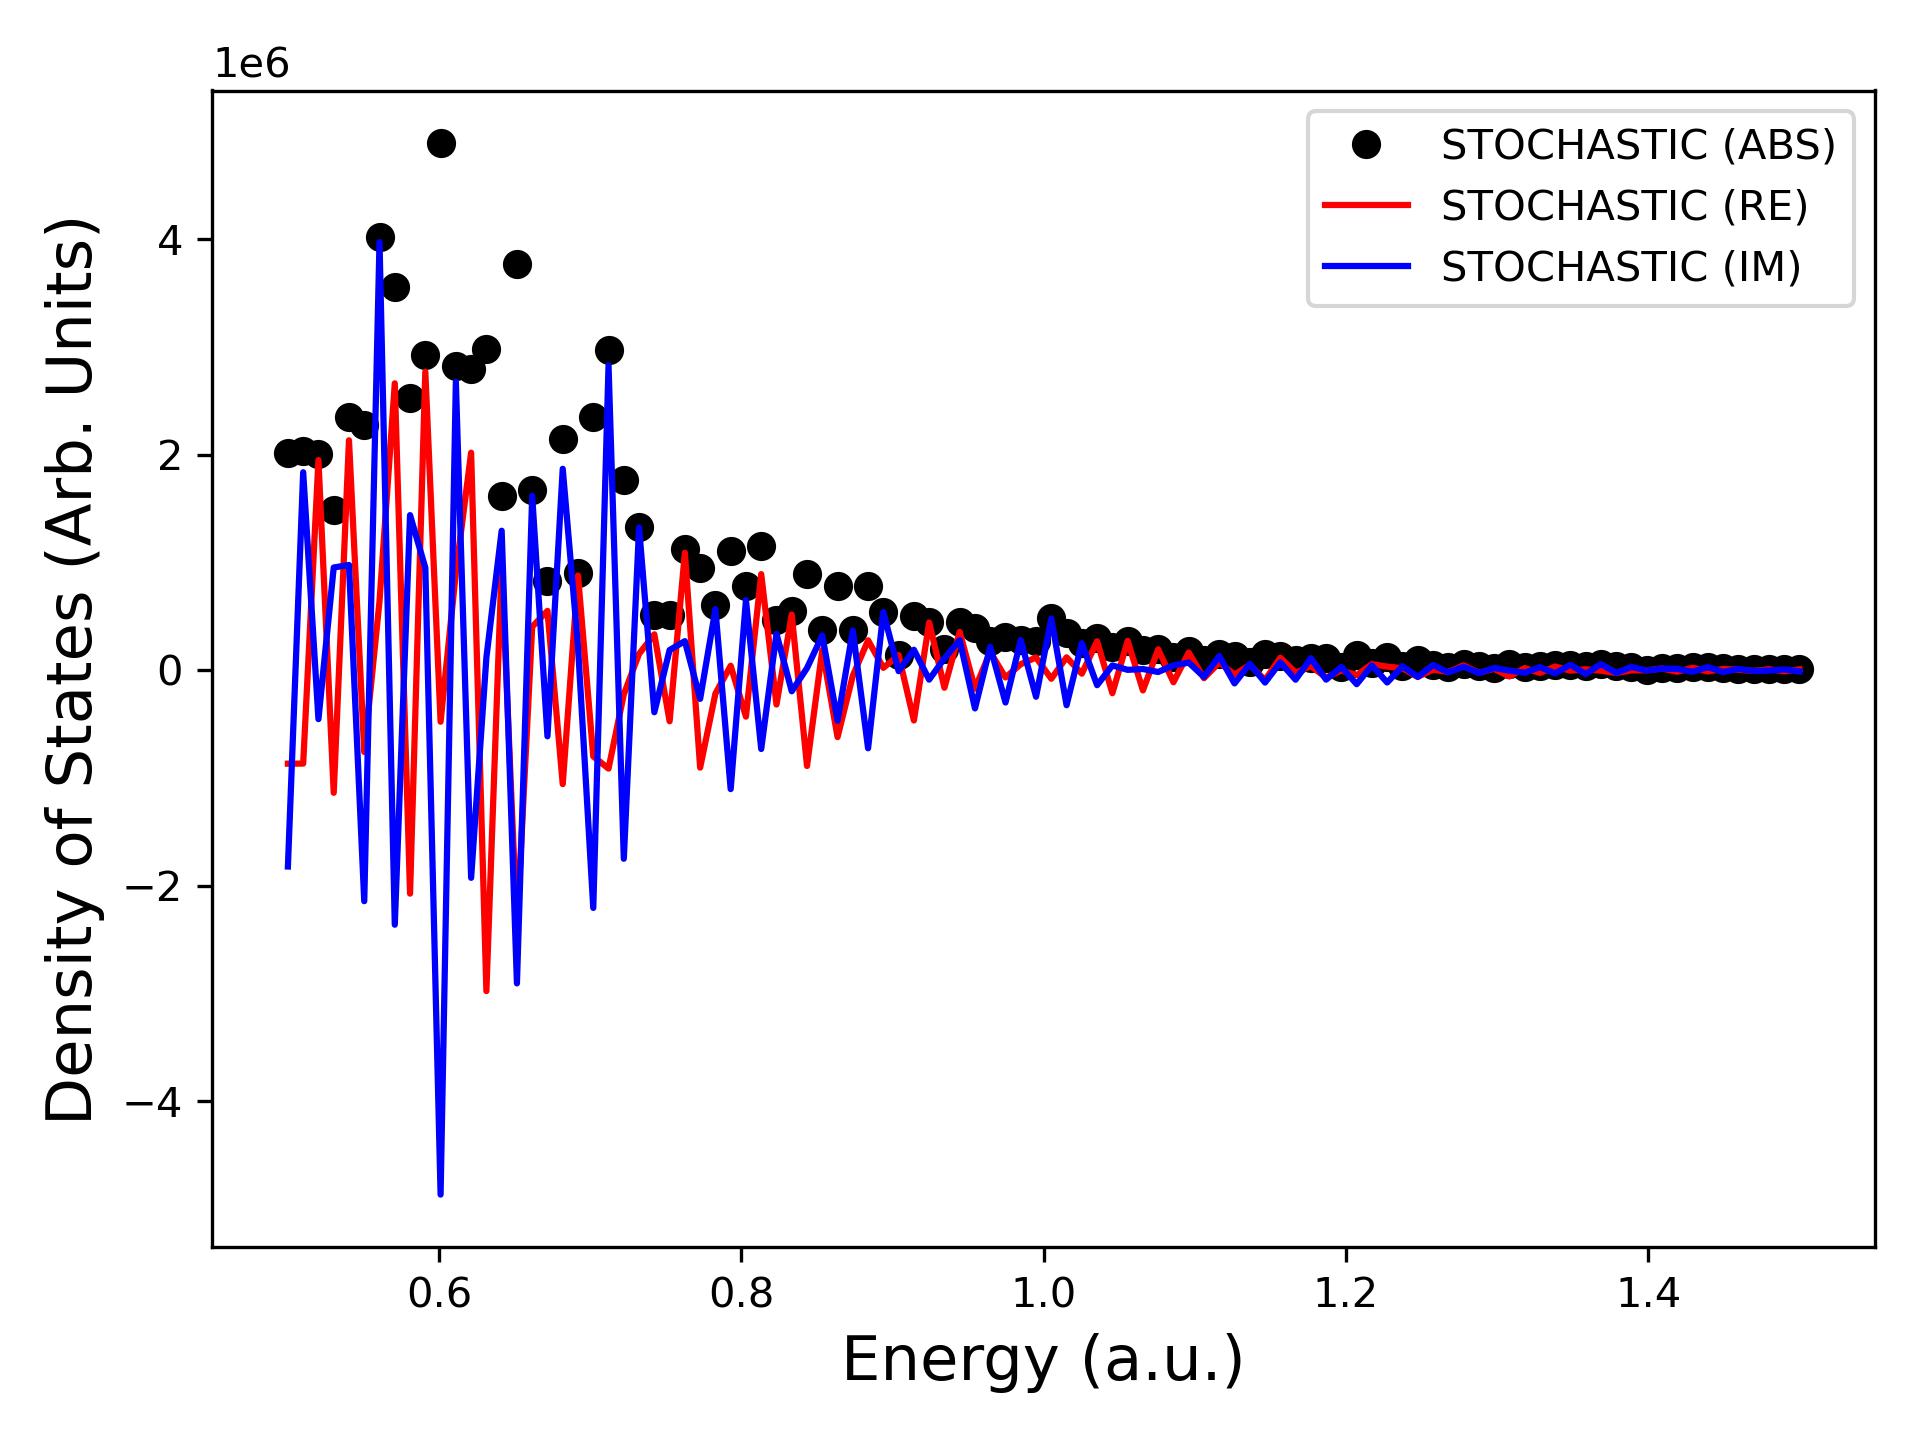 1e6
STOCHASTIC (ABS)
STOCHASTIC (RE)
STOCHASTIC (IM)
Density of States (Arb. Units)
4
2
0
−2
−4
0.6
0.8
1.0
1.2
1.4
Energy (a.u.)